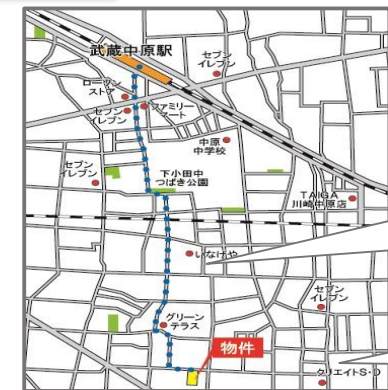 武蔵中原駅
セブン
イレブン
ローソン
ストア
セブン
イレブン
ファミリー
マート
中原
中学校
セブン
イレブン
下小田中
つばき公園
TAIGA
川崎中原店
いなげや
セブン
イレブン
グリーン
テラス
物件
クリエイトS・D